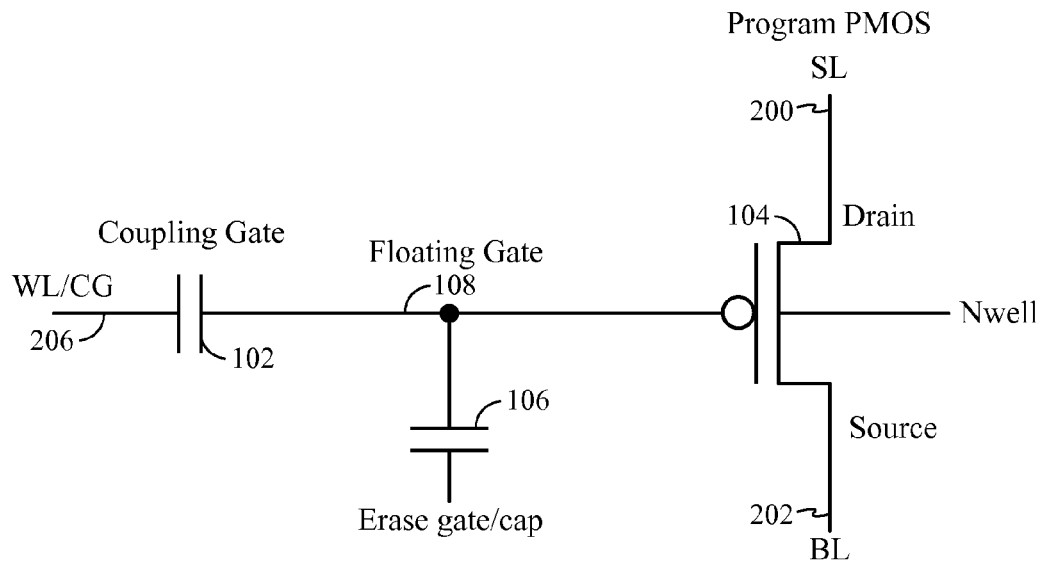 Program PMOS
SL
200
104
Drain
Coupling Gate
Floating Gate
WL/CG
108
Nwell
206
102
106
Source
Erase gate/cap
202
BL